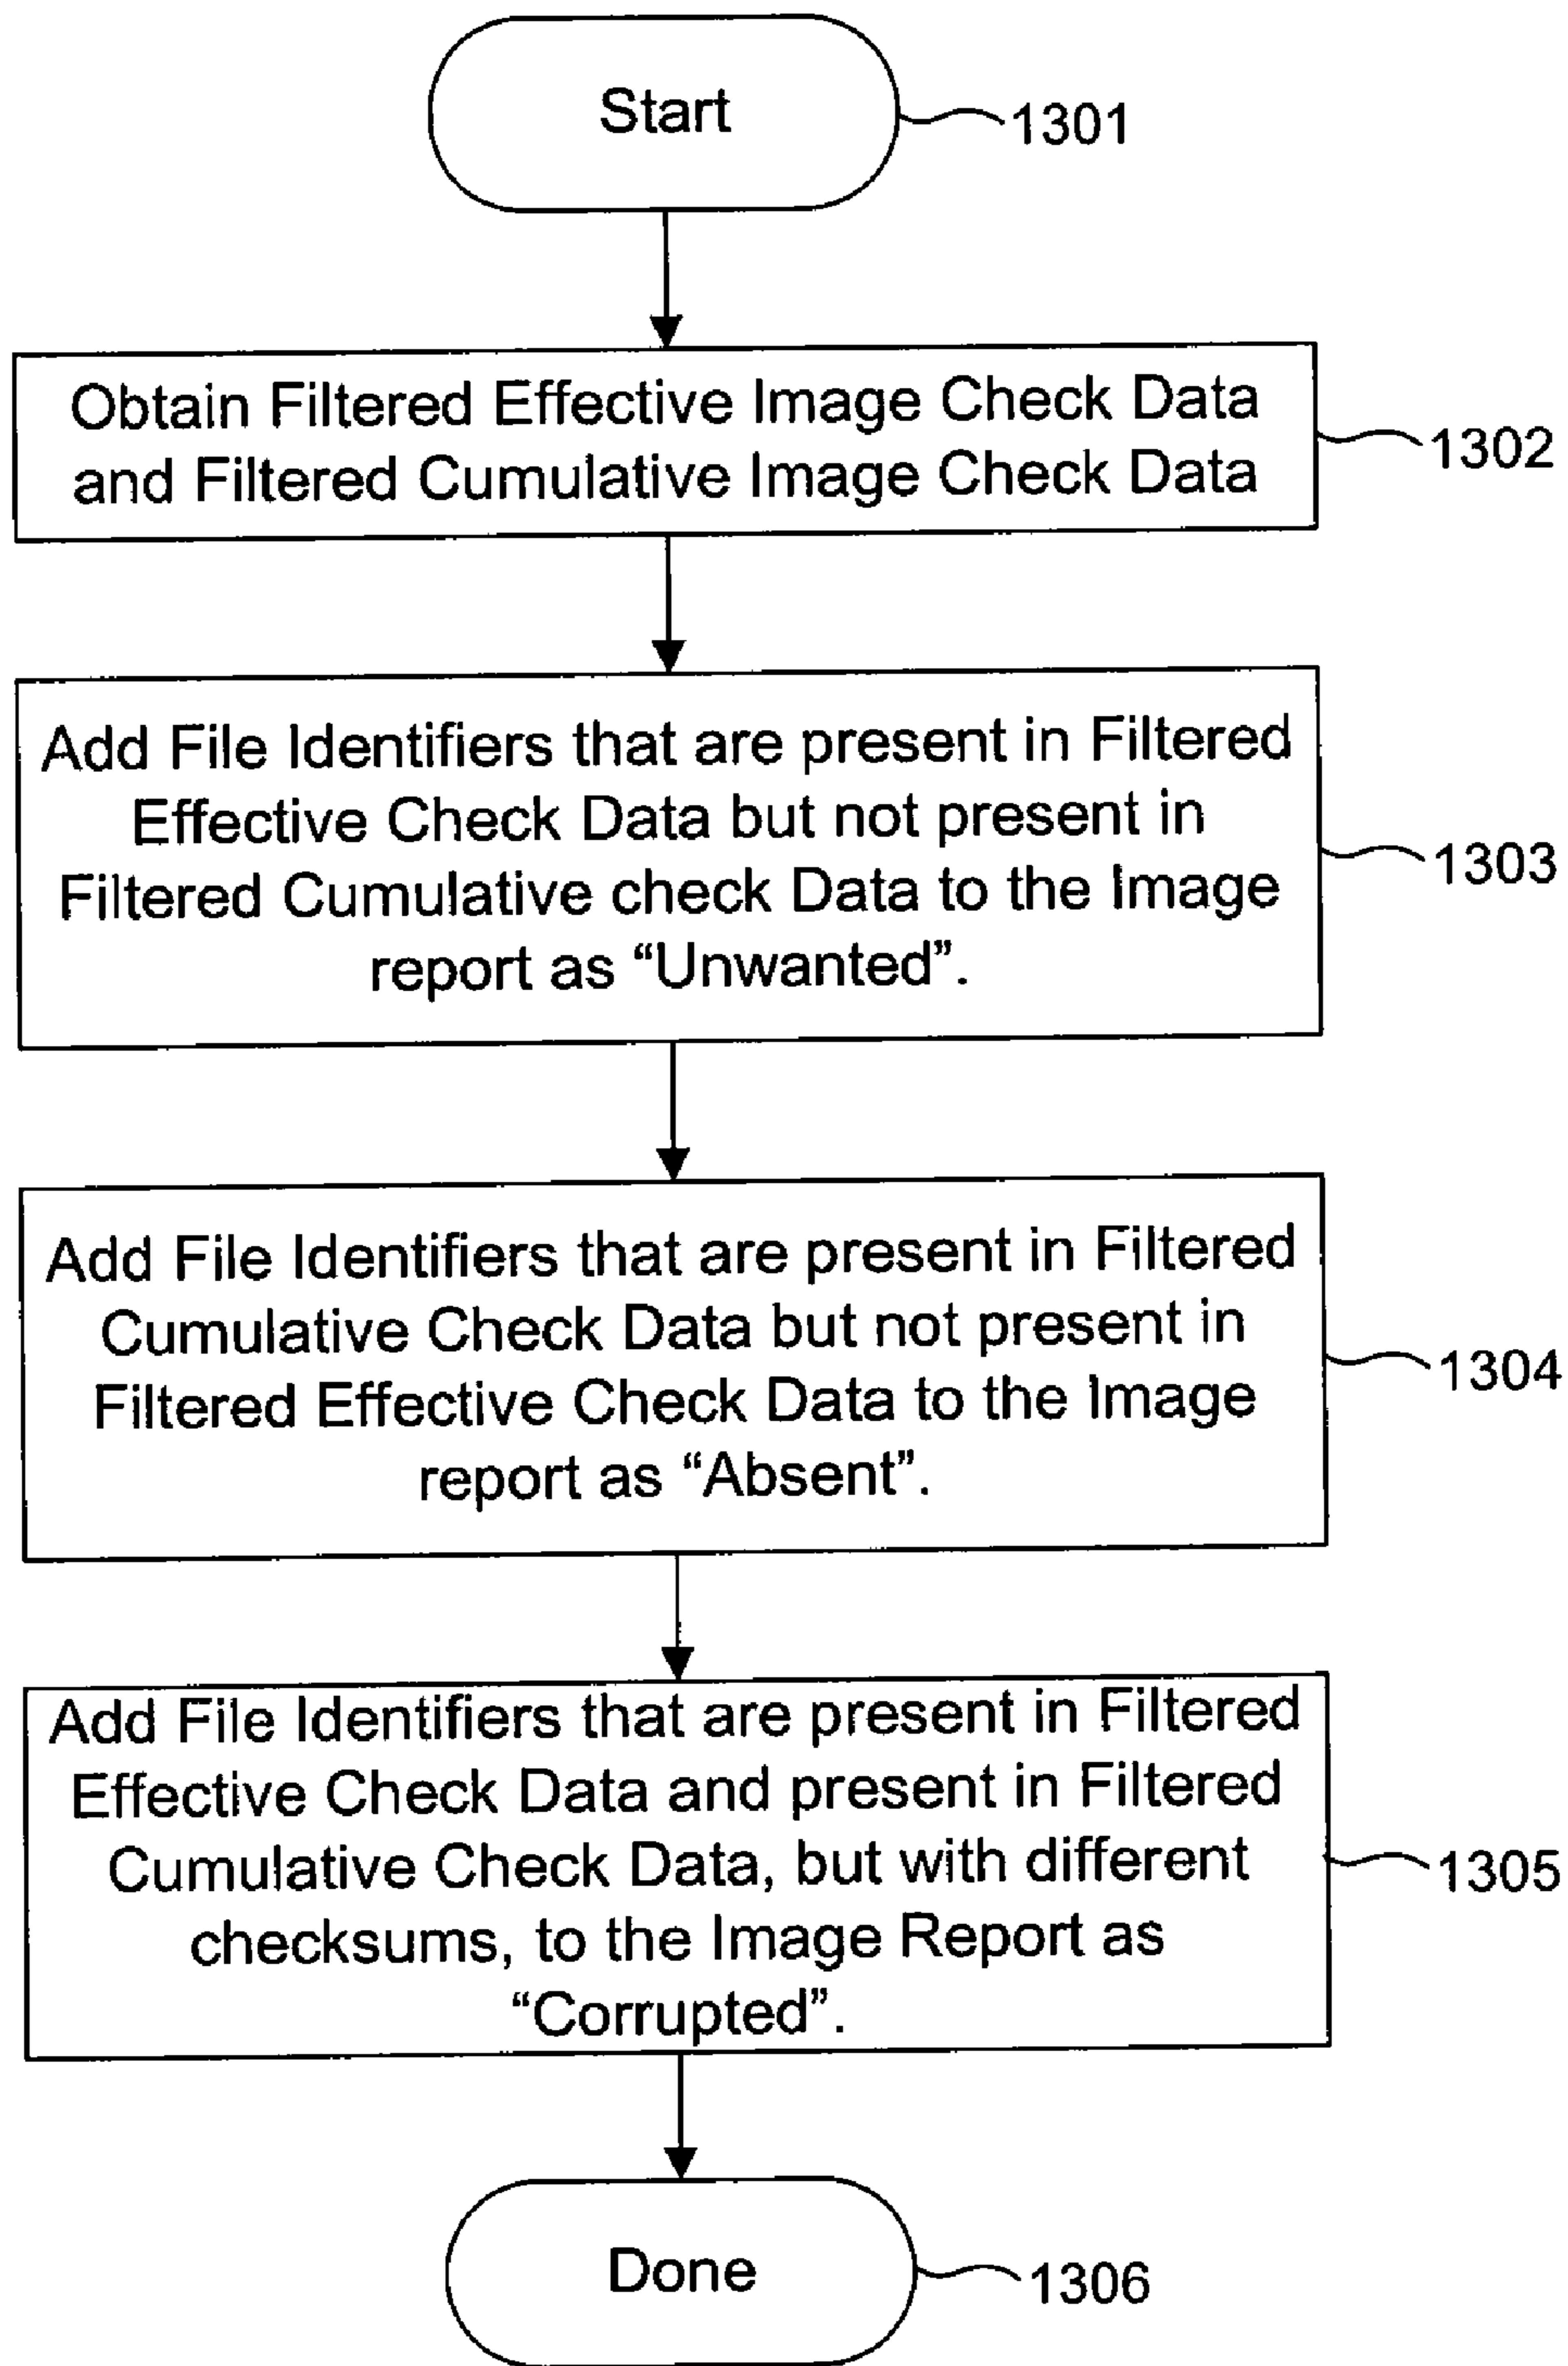 Start
1301
Obtain Filtered Effective Image Check Data
and Filtered Cumulative Image Check Data
1302
Add File Identifiers that are present in Filtered
Effective Check Data but not present in
Filtered Cumulative check Data to the Image
report as “Unwanted”.
1303
Add File Identifiers that are present in Filtered
Cumulative Check Data but not present in
Filtered Effective Check Data to the Image
report as “Absent”.
1304
Add File Identifiers that are present in Filtered
Effective Check Data and present in Filtered
Cumulative Check Data, but with different
checksums, to the Image Report as
“Corrupted”.
1305
Done
1306